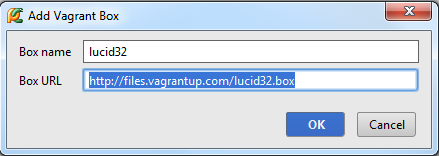 Add Vagrant Box
Box name lucid32
Box URL http://files.vagrantup.com/lucid32.box
OK Cancel